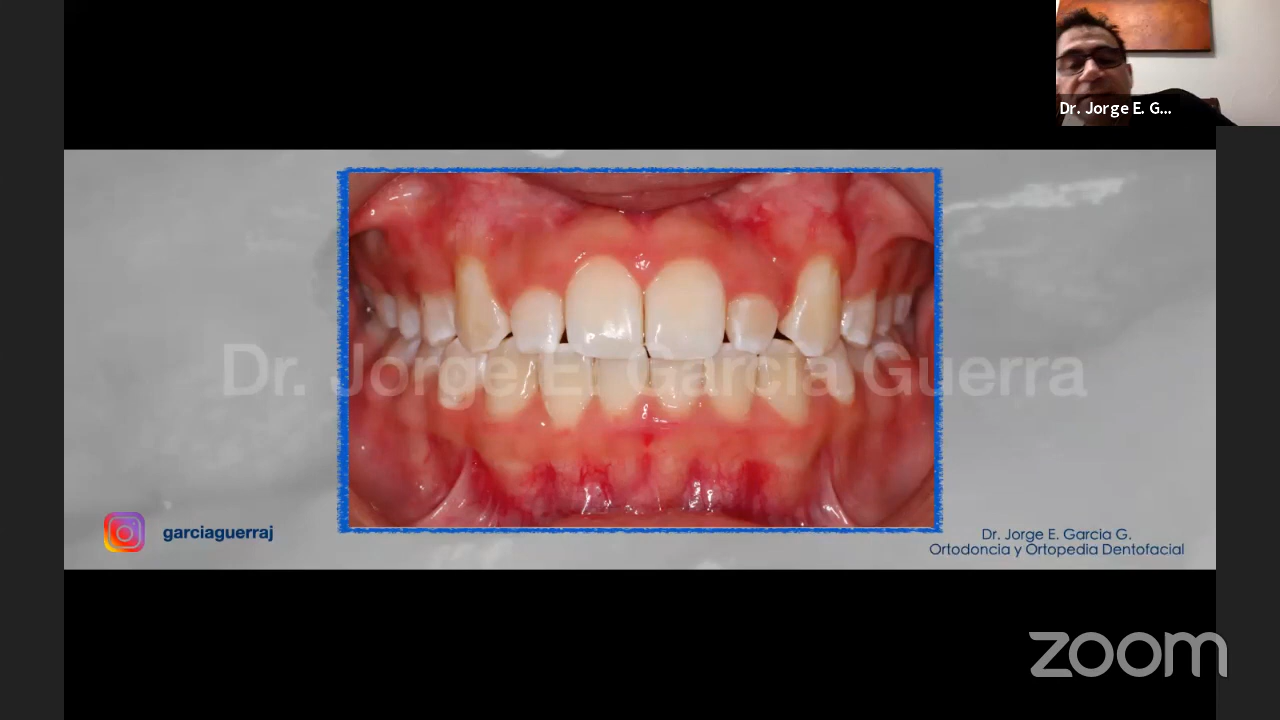 Dr. Jorge E. G...
Dr. Jorge E. Garcia Guerra
garciaguerraj
Dr. Jorge E. Garcia G.
Ortodoncia y Ortopedia Dentofacial
zoom